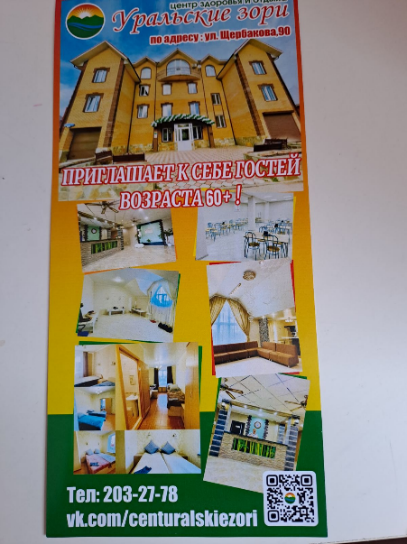 центр здоровья и отдыха
Уральские зори
по адресу : ул. Щербакова,90
ПРИГЛАШАЕТ К СЕБЕ ГОСТЕЙ
ВОЗРАСТА 60+ !
Тел: 203-27-78
vk.com/centuralskiezori